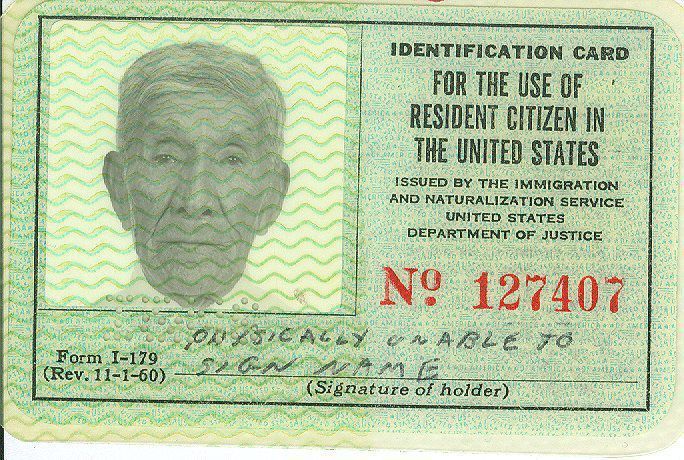 IDENTIFICATION CARD
FOR THE USE OF
RESIDENT CITIZEN IN
THE UNITED STATES
ISSUED BY THE IMMIGRATION
AND NATURALIZATION SERVICE
UNITED STATES
DEPARTMENT OF JUSTICE
Nº 127407
PHYSICALLY UNABLE TO
SIGN NAME
Form I-179
(Rev. 11-1-60)
(Signature of holder)